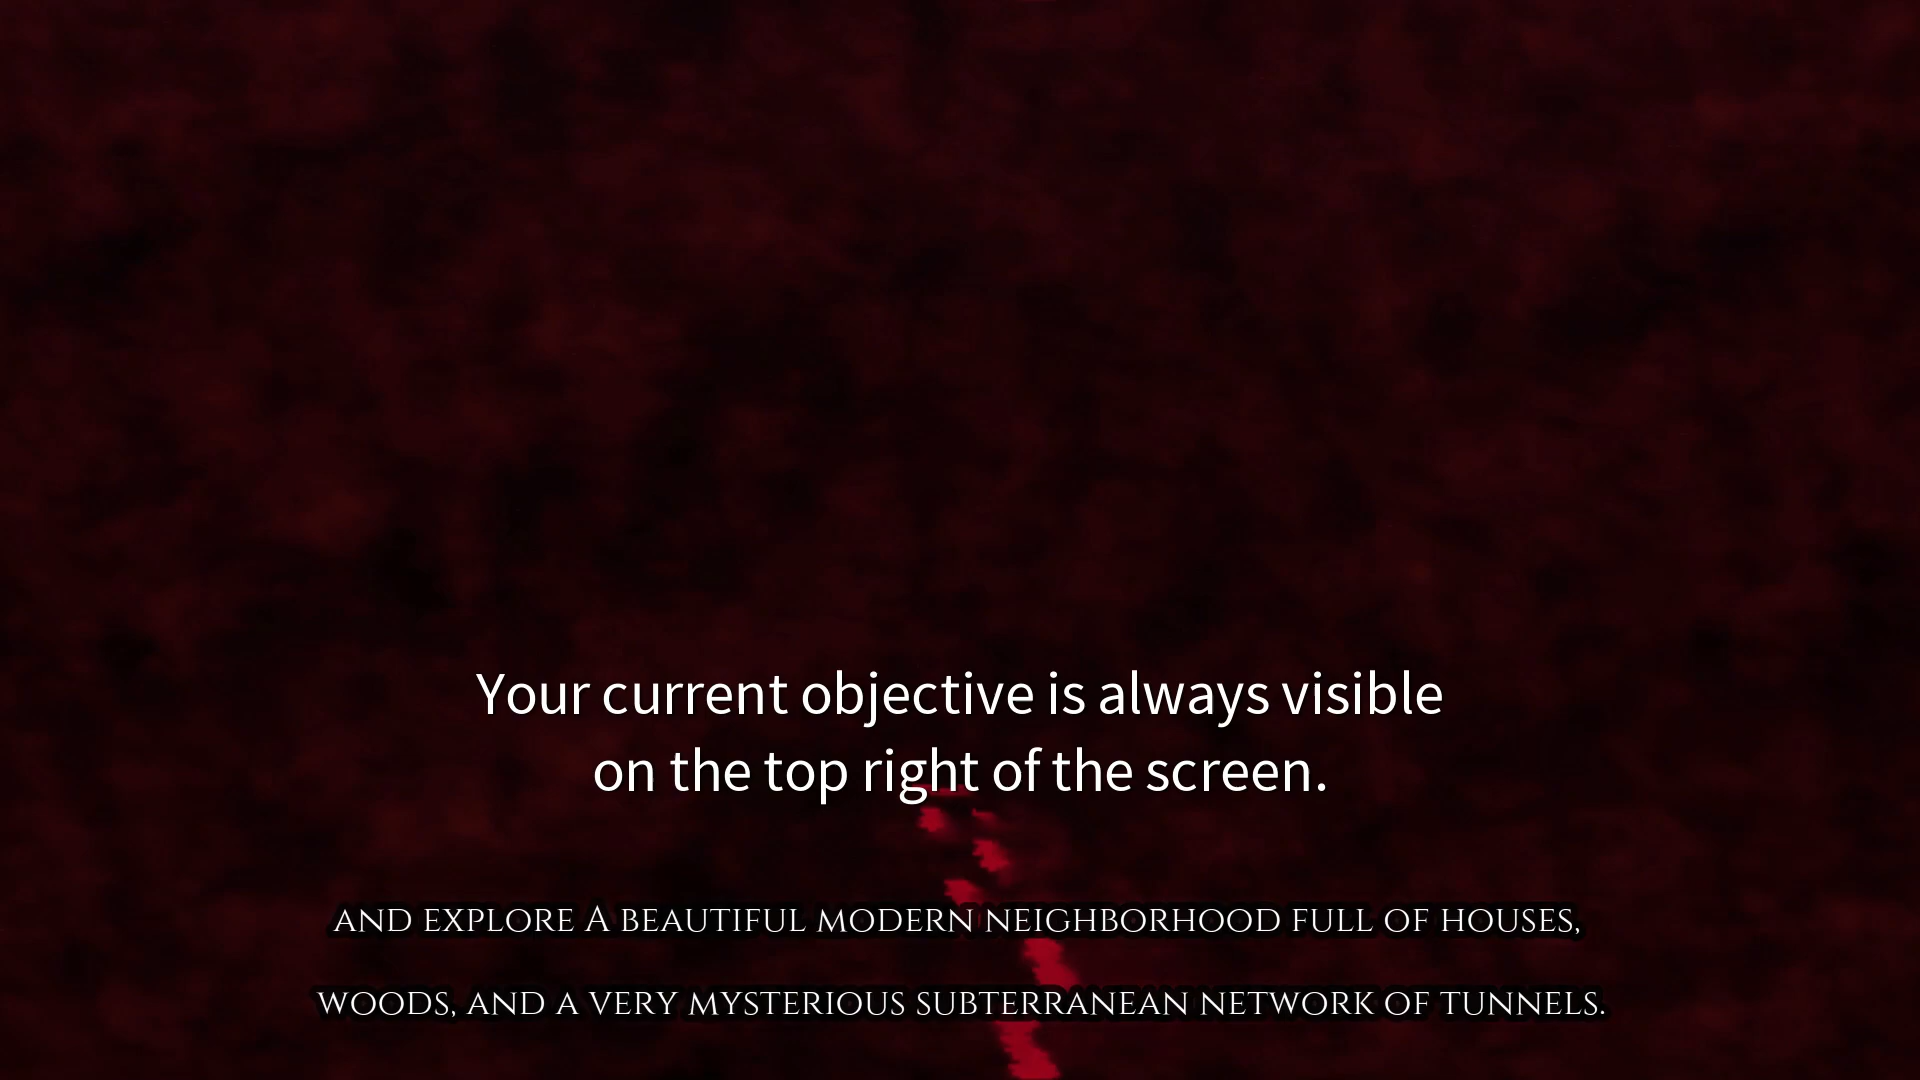 Your current objective is always visible
on the top right of the screen.
AND EXPLORE A BEAUTIFUL MODERN NEIGHBORHOOD FULL OF HOUSES,
WOODS, AND A VERY MYSTERIOUS SUBTERRANEAN NETWORK OF TUNNELS.